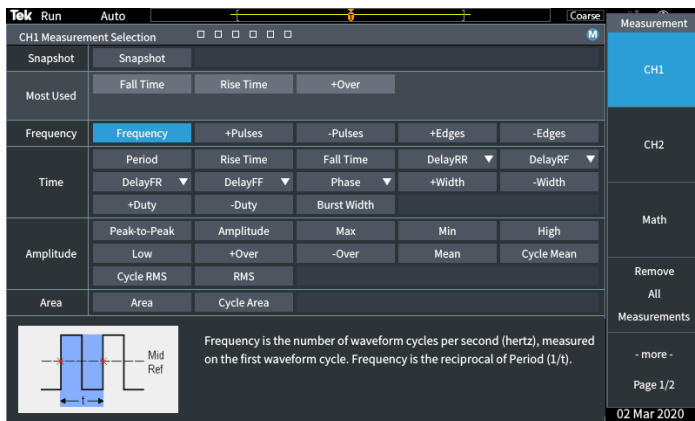 Tek Run Auto Coarse
Measurement
CH1 Measurement Selection M
Snapshot Snapshot
CH1
Most Used Fall Time Rise Time +Over
Frequency Frequency +Pulses -Pulses +Edges -Edges
CH2
Time Period Rise Time Fall Time DelayRR DelayRF
DelayFR DelayFF Phase +Width -Width
+Duty -Duty Burst Width
Math
Amplitude Peak-to-Peak Amplitude Max Min High
Low +Over -Over Mean Cycle Mean
Cycle RMS RMS
Remove
All
Measurements
Area Area Cycle Area
Mid
Ref
t
Frequency is the number of waveform cycles per second (hertz), measured
on the first waveform cycle. Frequency is the reciprocal of Period (1/t).
- more -
Page 1/2
02 Mar 2020